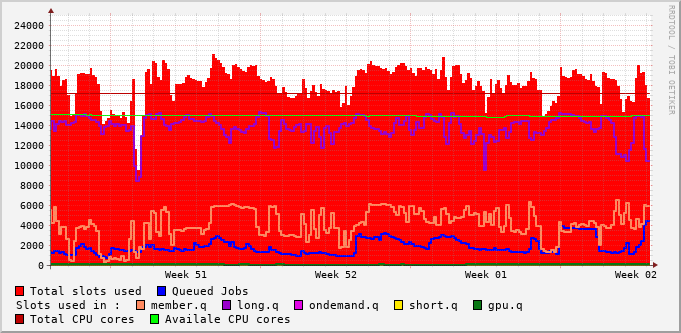 RRDTOOL / TOBI OETIKER
24000
22000
20000
18000
16000
14000
12000
10000
8000
6000
4000
2000
0
Week 51 Week 52 Week 01 Week 02
Total slots used Queued Jobs
Slots used in : member.q long.q ondemand.q short.q gpu.q
Total CPU cores Availale CPU cores